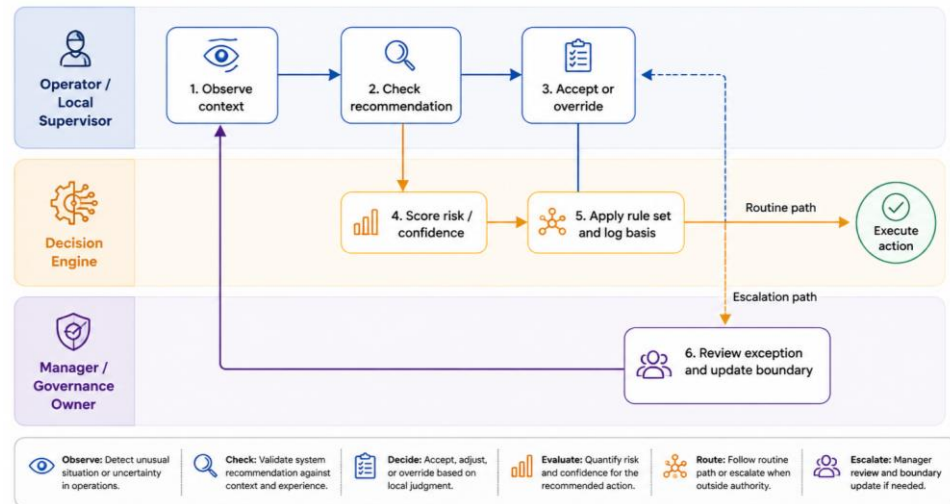 Operator /
Local
Supervisor
1. Observe
context
2. Check
recommendation
3. Accept or
override
Decision
Engine
4. Score risk /
confidence
5. Apply rule set
and log basis
Routine path
Execute
action
Escalation path
Manager /
Governance
Owner
6. Review exception
and update boundary
Observe: Detect unusual
situation or uncertainty
in operations.
Check: Validate system
recommendation against
context and experience.
Decide: Accept, adjust,
or override based on
local judgment.
Evaluate: Quantify risk
and confidence for the
recommended action.
Route: Follow routine
path or escalate when
outside authority.
Escalate: Manager
review and boundary
update if needed.